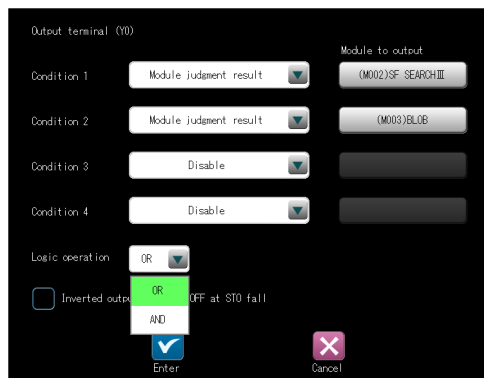 Output terminal (Y0)
Module to output
Condition 1 Module judgment result (M002)SF SEARCHⅢ
Condition 2 Module judgment result (M003)BLOB
Condition 3 Disable
Condition 4 Disable
Logic operation OR
OR
Inverted outpu OFF at STO fall
AND
Enter Cancel